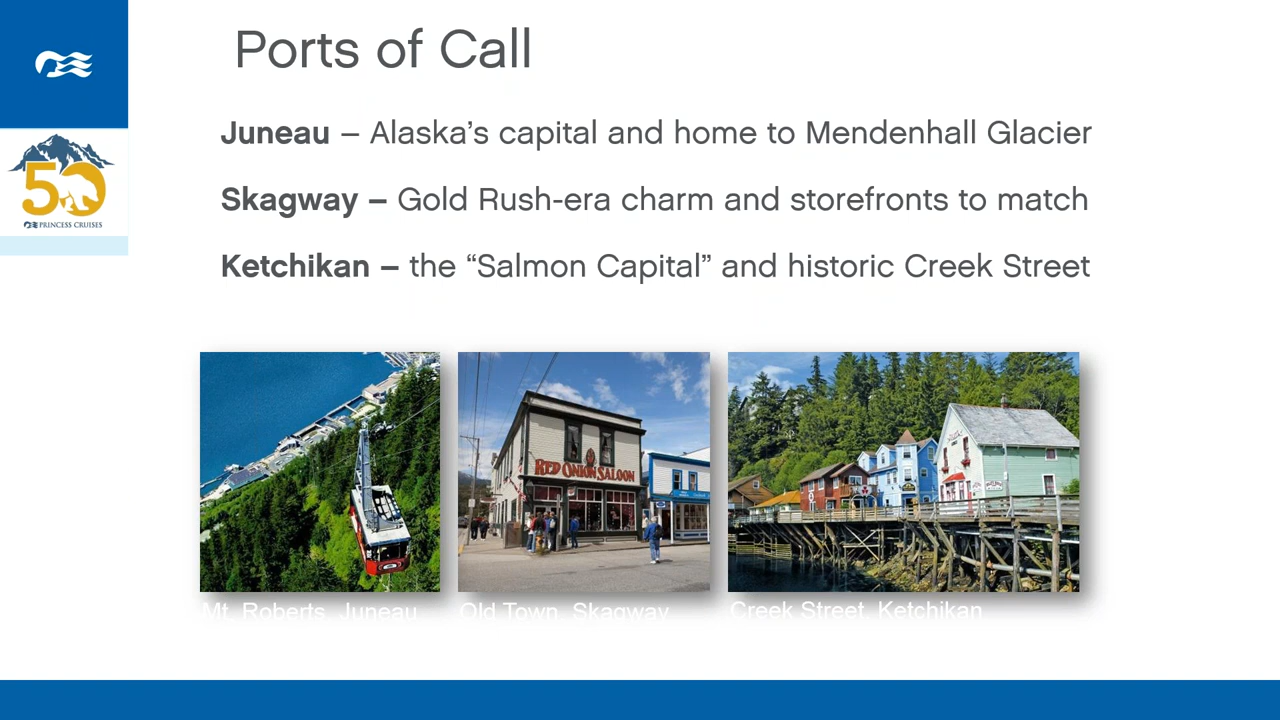 Ports of Call
Juneau – Alaska’s capital and home to Mendenhall Glacier
Skagway – Gold Rush-era charm and storefronts to match
Ketchikan – the “Salmon Capital” and historic Creek Street
50
PRINCESS CRUISES
RED ONION SALOON
Mt. Roberts, Juneau
Old Town, Skagway
Creek Street, Ketchikan